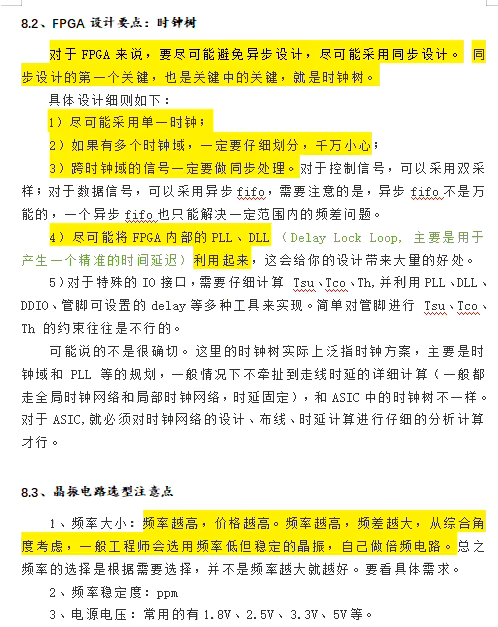 8.2、FPGA 设计要点：时钟树
对于 FPGA 来说，要尽可能避免异步设计，尽可能采用同步设计。 同
步设计的第一个关键，也是关键中的关键，就是时钟树。
具体设计细则如下：
1）尽可能采用单一时钟；
2）如果有多个时钟域，一定要仔细划分，千万小心；
3）跨时钟域的信号一定要做同步处理。对于控制信号，可以采用双采
样；对于数据信号，可以采用异步 fifo，需要注意的是，异步 fifo 不是万
能的，一个异步 fifo 也只能解决一定范围内的频差问题。
4）尽可能将 FPGA 内部的 PLL、DLL （Delay Lock Loop, 主要是用于
产生一个精准的时间延迟）利用起来，这会给你的设计带来大量的好处。
5）对于特殊的 IO 接口，需要仔细计算 Tsu、Tco、Th,并利用 PLL、DLL、
DDIO、管脚可设置的 delay 等多种工具来实现。简单对管脚进行 Tsu、Tco、
Th 的约束往往是不行的。
可能说的不是很确切。这里的时钟树实际上泛指时钟方案，主要是时
钟域和 PLL 等的规划，一般情况下不牵扯到走线时延的详细计算（一般都
走全局时钟网络和局部时钟网络，时延固定），和 ASIC 中的时钟树不一样。
对于 ASIC,就必须对时钟网络的设计、布线、时延计算进行仔细的分析计算
才行。
8.3、晶振电路选型注意点
1、频率大小：频率越高，价格越高。频率越高，频差越大，从综合角
度考虑，一般工程师会选用频率低但稳定的晶振，自己做倍频电路。总之
频率的选择是根据需要选择，并不是频率越大就越好。要看具体需求。
2、频率稳定度：ppm
3、电源电压：常用的有 1.8V、2.5V、3.3V、5V 等。